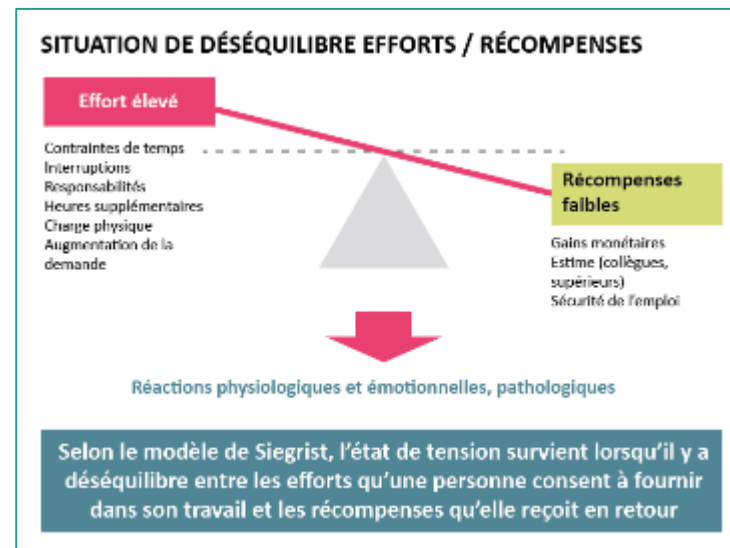 SITUATION DE DÉSÉQUILIBRE EFFORTS / RÉCOMPENSES
Effort élevé
Contraintes de temps
Interruptions
Responsabilités
Heures supplémentaires
Charge physique
Augmentation de la
demande
Récompenses
faibles
Gains monétaires
Estime (collègues,
supérieurs)
Sécurité de l'emploi
Réactions physiologiques et émotionnelles, pathologiques
Selon le modèle de Siegrist, l'état de tension survient lorsqu'il y a
déséquilibre entre les efforts qu'une personne consent à fournir
dans son travail et les récompenses qu'elle reçoit en retour